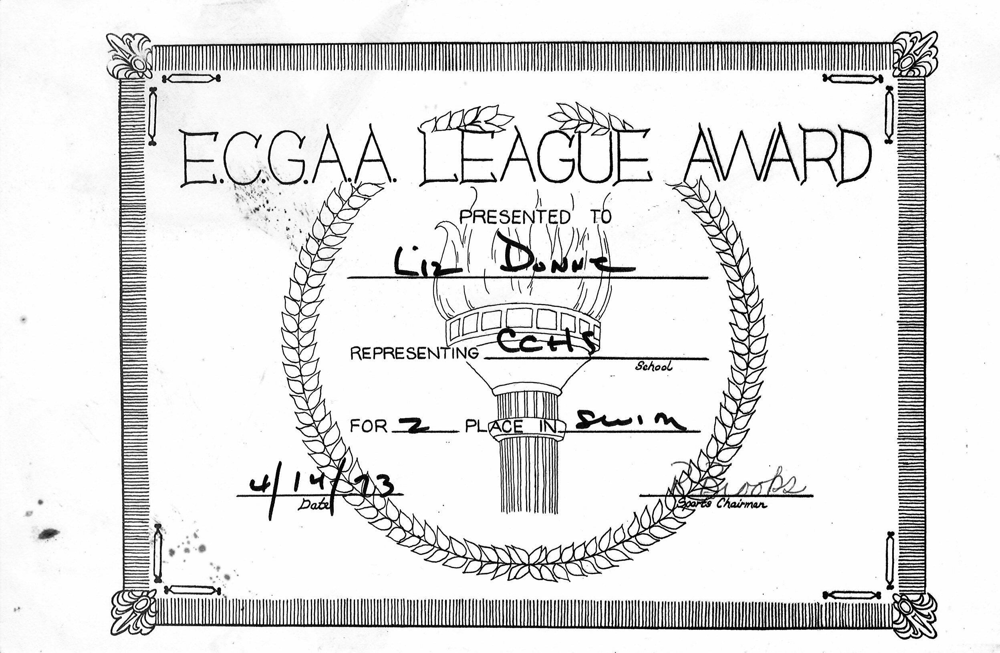 E.C.G.A.A. LEAGUE AWARD
PRESENTED TO
Liz Donne
REPRESENTING CCHS
School
FOR 2 PLACE IN Swim
4/14/73 R Brooks
Date Sports Chairman